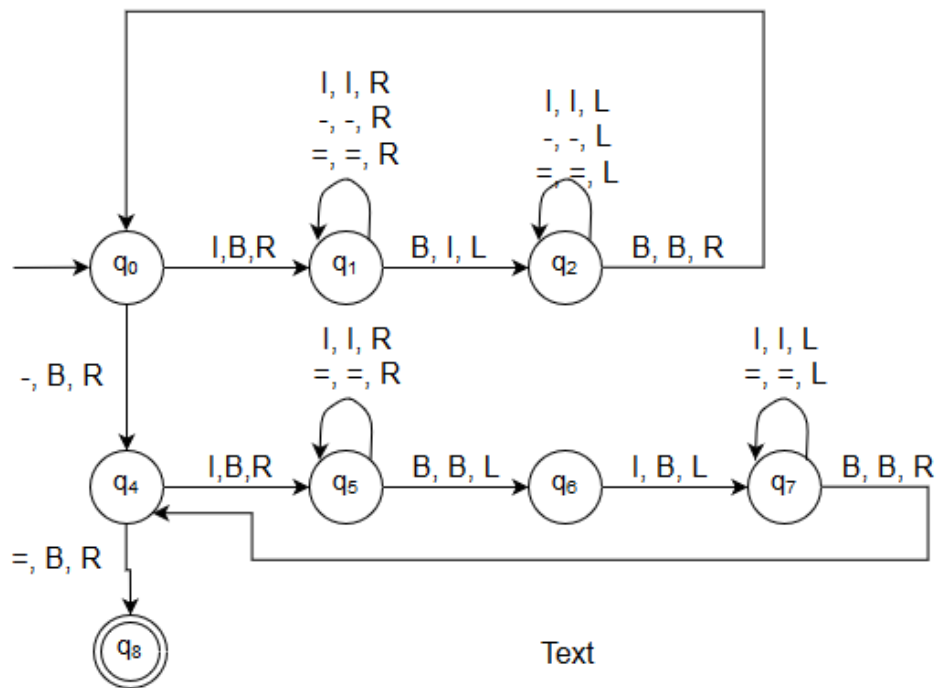 I, I, R
-, -, R
=, =, R
I, I, L
-, -, L
=, =, L
q0
I,B,R
q1
B, I, L
q2
B, B, R
-, B, R
I, I, R
=, =, R
I, I, L
=, =, L
q4
I,B,R
q5
B, B, L
q6
I, B, L
q7
B, B, R
=, B, R
q8
Text